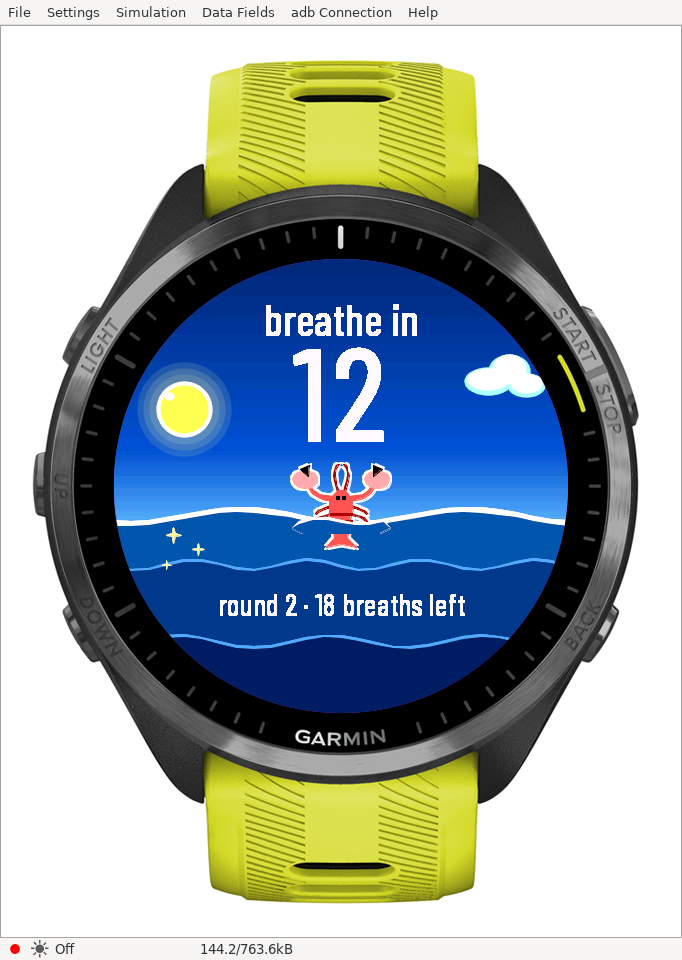 File Settings Simulation Data Fields adb Connection Help
LIGHT
START
STOP
UP
DOWN
BACK
breathe in
12
round 2 · 18 breaths left
GARMIN
Off 144.2/763.6kB